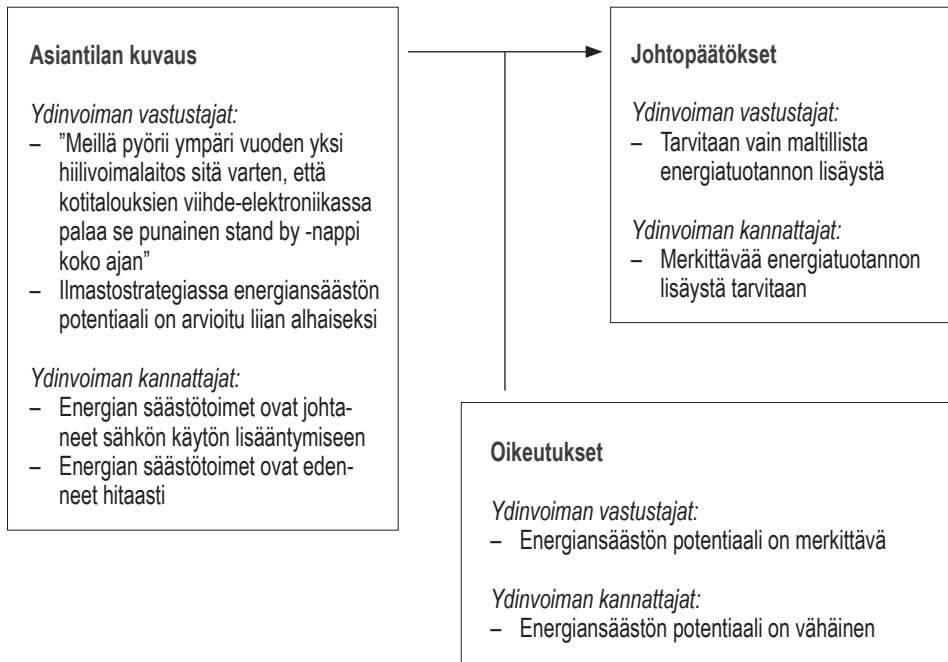 Asiantilan kuvaus
Ydinvoiman vastustajat:
– ”Meillä pyörii ympäri vuoden yksi
hiilivoimalaitos sitä varten, että
kotitalouksien viihde-elektroniikassa
palaa se punainen stand by -nappi
koko ajan”
– Ilmastostrategiassa energiansäästön
potentiaali on arvioitu liian alhaiseksi
Ydinvoiman kannattajat:
– Energian säästötoimet ovat johta-
neet sähkön käytön lisääntymiseen
– Energian säästötoimet ovat eden-
neet hitaasti
Johtopäätökset
Ydinvoiman vastustajat:
– Tarvitaan vain maltillista
energiatuotannon lisäystä
Ydinvoiman kannattajat:
– Merkittävää energiatuotannon
lisäystä tarvitaan
Oikeutukset
Ydinvoiman vastustajat:
– Energiansäästön potentiaali on merkittävä
Ydinvoiman kannattajat:
– Energiansäästön potentiaali on vähäinen